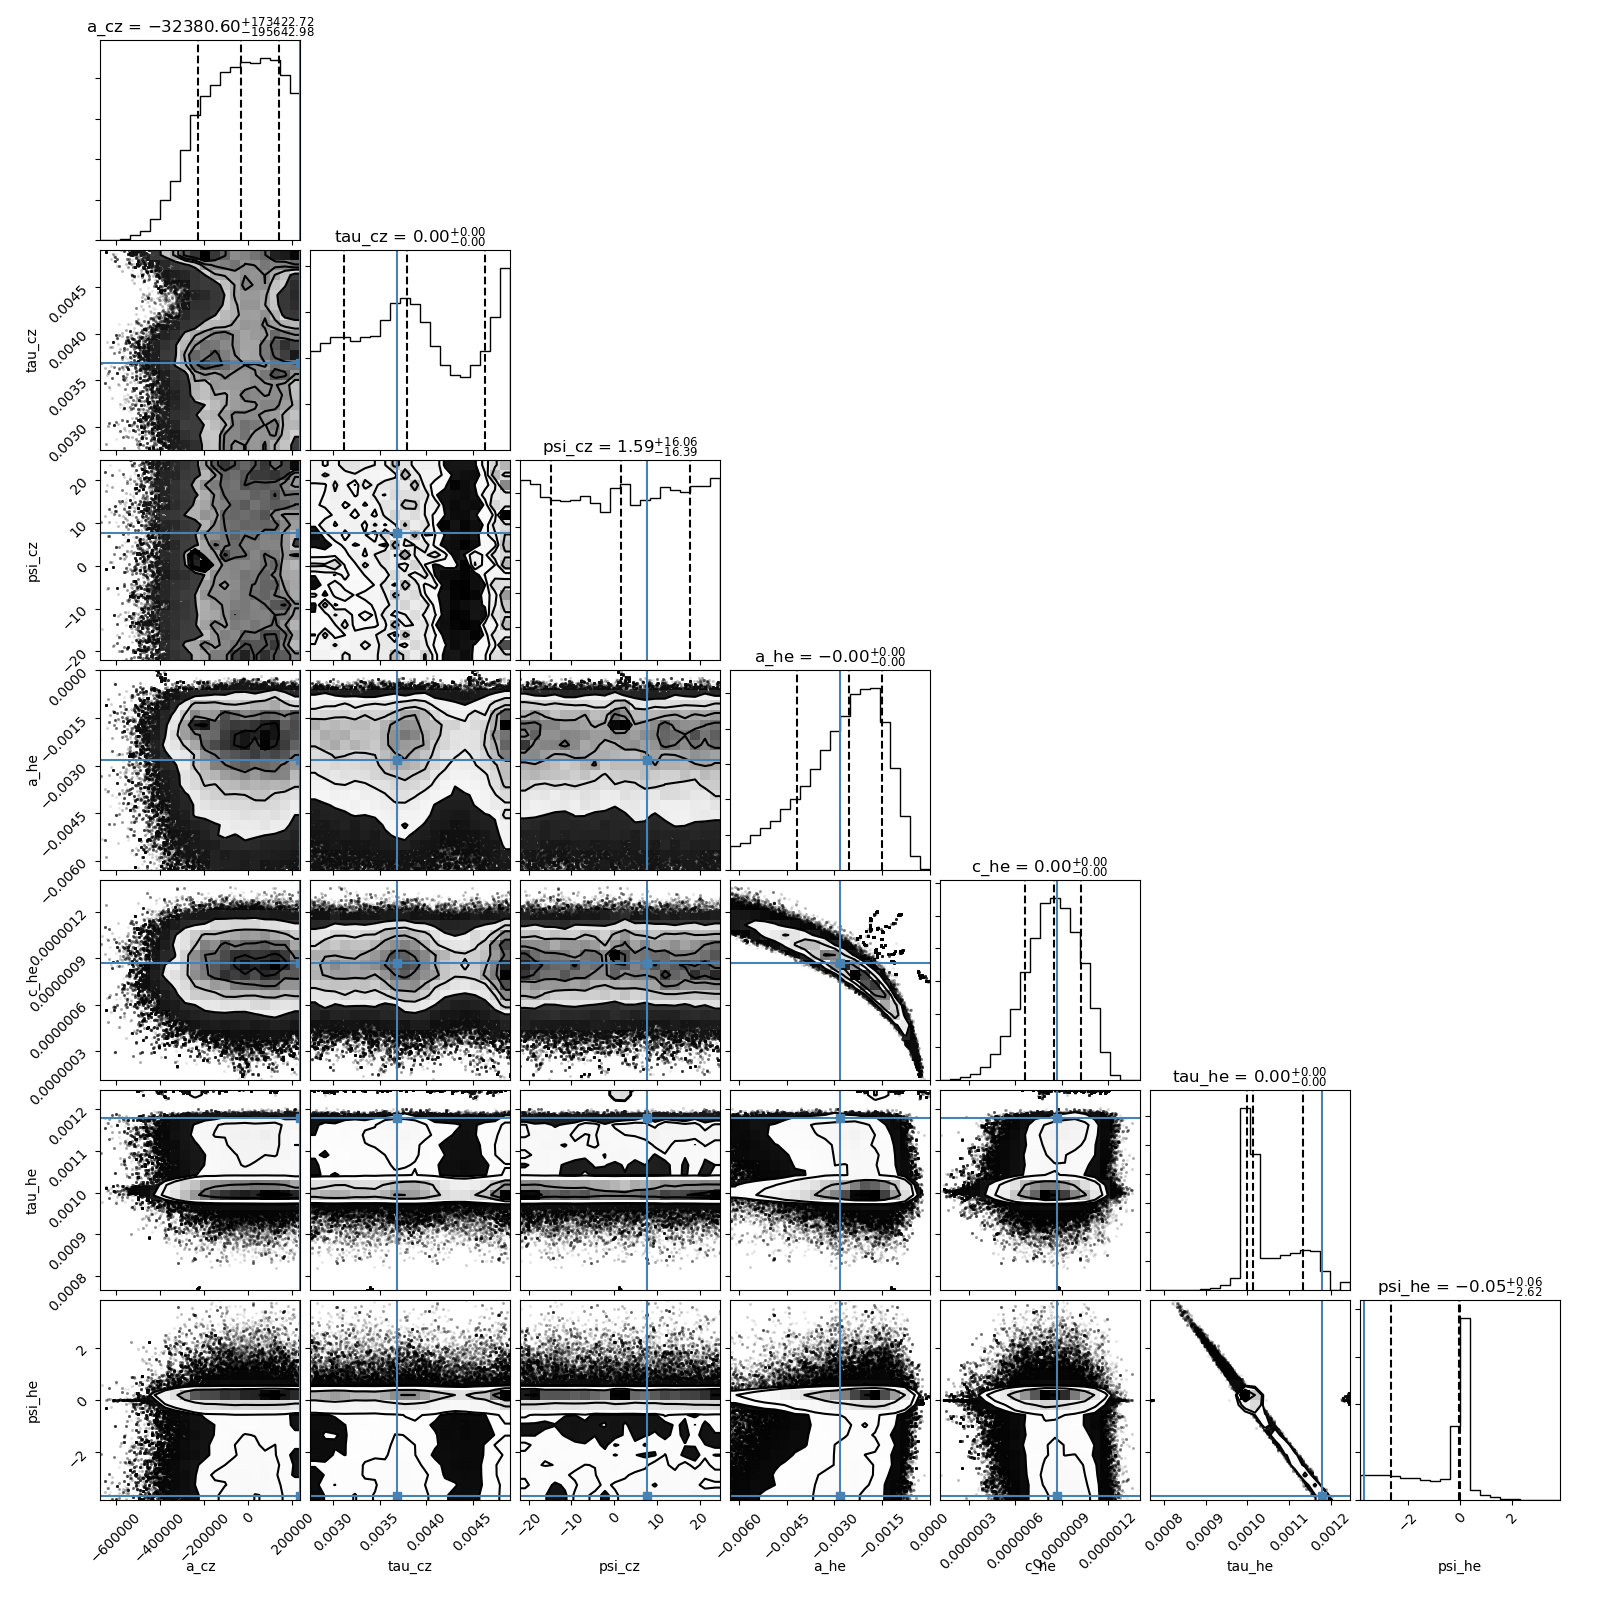 a_cz = −32380.60 +173422.72 −195642.98
tau_cz = 0.00 +0.00 −0.00
0.0045
0.0040
0.0035
0.0030
tau_cz
psi_cz = 1.59 +16.06 −16.39
20
10
0
−10
−20
psi_cz
a_he = −0.00 +0.00 −0.00
0.0000
−0.0015
−0.0030
−0.0045
−0.0060
a_he
c_he = 0.00 +0.00 −0.00
0.0000012
0.0000009
0.0000006
0.0000003
c_he
tau_he = 0.00 +0.00 −0.00
0.0012
0.0011
0.0010
0.0009
0.0008
tau_he
psi_he = −0.05 +0.06 −2.62
2
0
−2
psi_he
−600000 −400000 −200000 0 200000
0.0030 0.0035 0.0040 0.0045
−20 −10 0 10 20
−0.0060 −0.0045 −0.0030 −0.0015 0.0000
0.0000003 0.0000006 0.0000009 0.0000012
0.0008 0.0009 0.0010 0.0011 0.0012
−2 0 2
a_cz tau_cz psi_cz a_he c_he tau_he psi_he